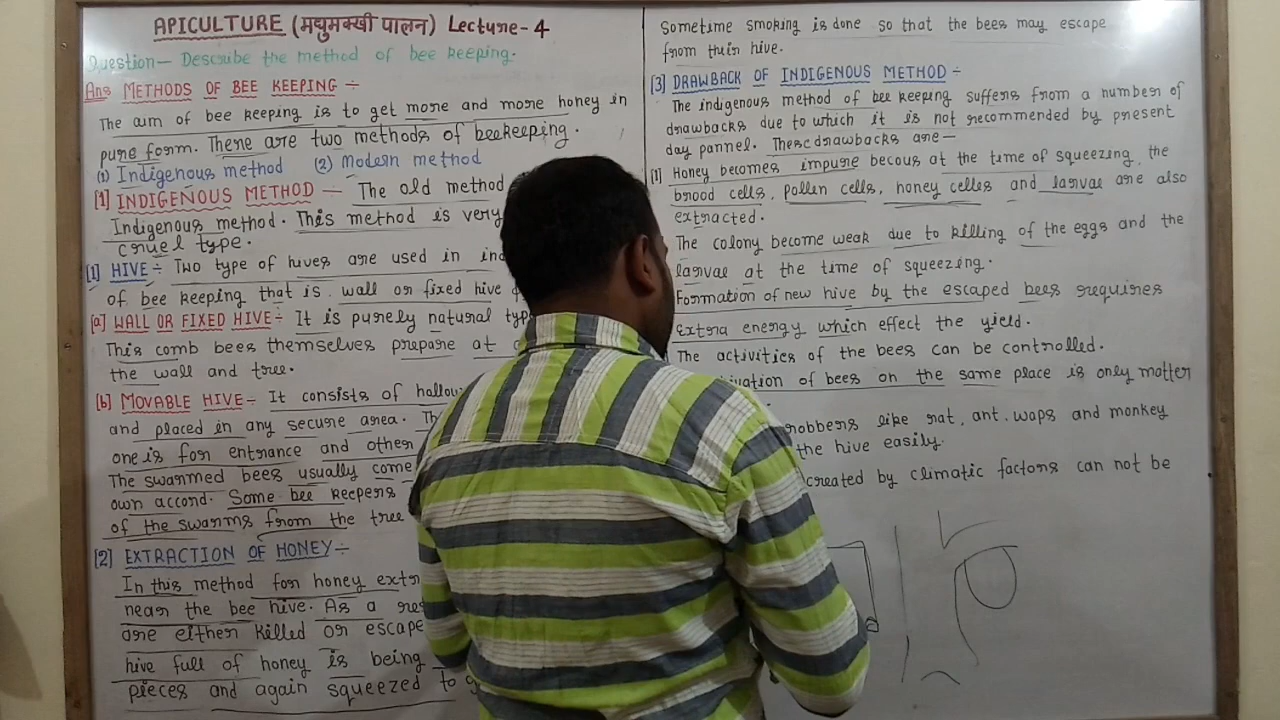 APICULTURE (मधुमक्खी पालन) Lecture-4
Question— Describe the method of bee keeping.
Ans METHODS OF BEE KEEPING ÷
The aim of bee keeping is to get more and more honey in
pure form. There are two methods of beekeeping.
(1) Indigenous method (2) Modern method
[1] INDIGENOUS METHOD — The old method
Indigenous method. This method is very
cruel type.
[1] HIVE ÷ Two type of hives are used in
of bee keeping that is. wall or fixed hive
[a] WALL OR FIXED HIVE÷ It is purely natural
This comb bees themselves prepare at
the wall and tree.
[b] MOVABLE HIVE÷ It consists of
and placed in any secure area.
one is for entrance and other
The swarmed bees usually come
own accord. Some bee keepers
of the swarms from the tree
[2] EXTRACTION OF HONEY÷
In this method for honey
near the bee hive. As a
are either killed or escape
hive full of honey is being
pieces and again squeezed to
Sometime smoking is done so that the bees may escape
from their hive.
[3] DRAWBACK OF INDIGENOUS METHOD ÷
The indigenous method of bee keeping suffers from a number of
drawbacks due to which it is not recommended by present
day pannel. These drawbacks are—
[1] Honey becomes impure becous at the time of squeezing, the
brood cells, pollen cells, honey celles and larvae are also
extracted.
The colony become weak due to killing of the eggs and the
larvae at the time of squeezing.
Formation of new hive by the escaped bees requires
Extra energy which effect the yield.
The activities of the bees can be controlled.
of bees on the same place is only matter
robbers like rat, ant. waps and monkey
the hive easily.
created by climatic factors can not be